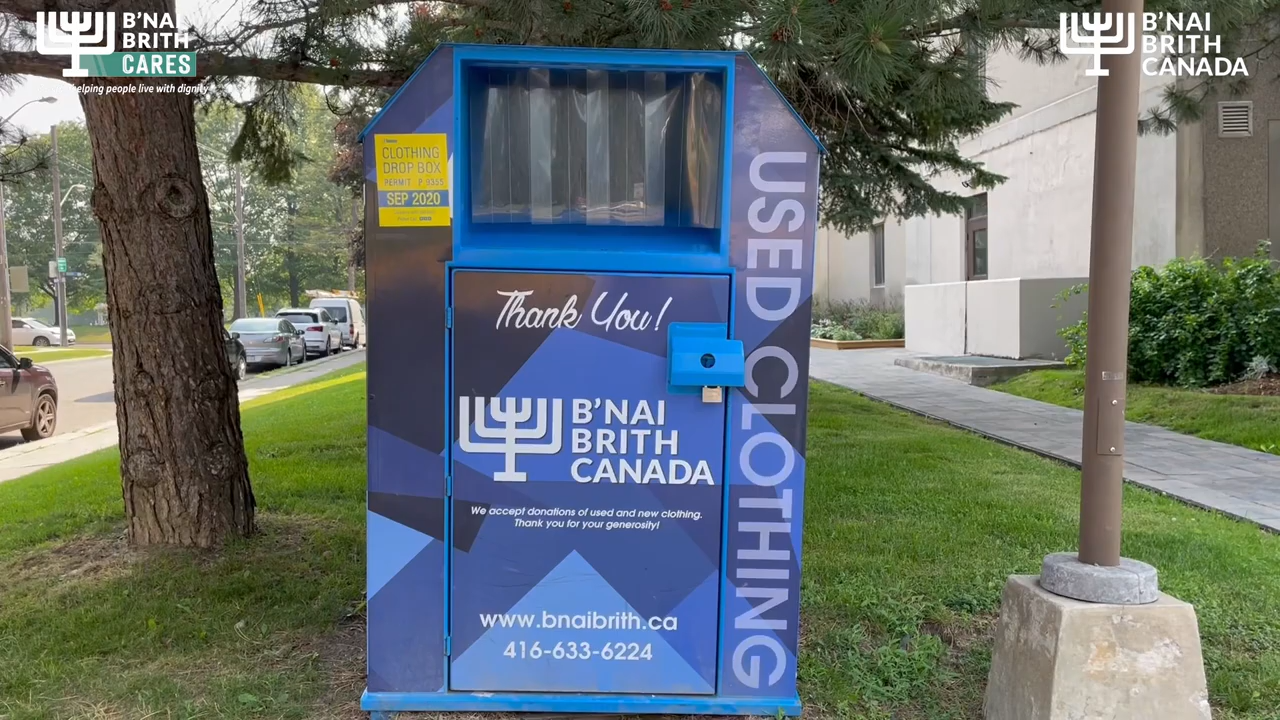 B'NAI
BRITH
CARES
helping people live with dignity
B'NAI
BRITH
CANADA
CLOTHING
DROP BOX
PERMIT P 9355
SEP 2020
USED CLOTHING
Thank You!
B'NAI
BRITH
CANADA
We accept donations of used and new clothing.
Thank you for your generosity!
www.bnaibrith.ca
416-633-6224